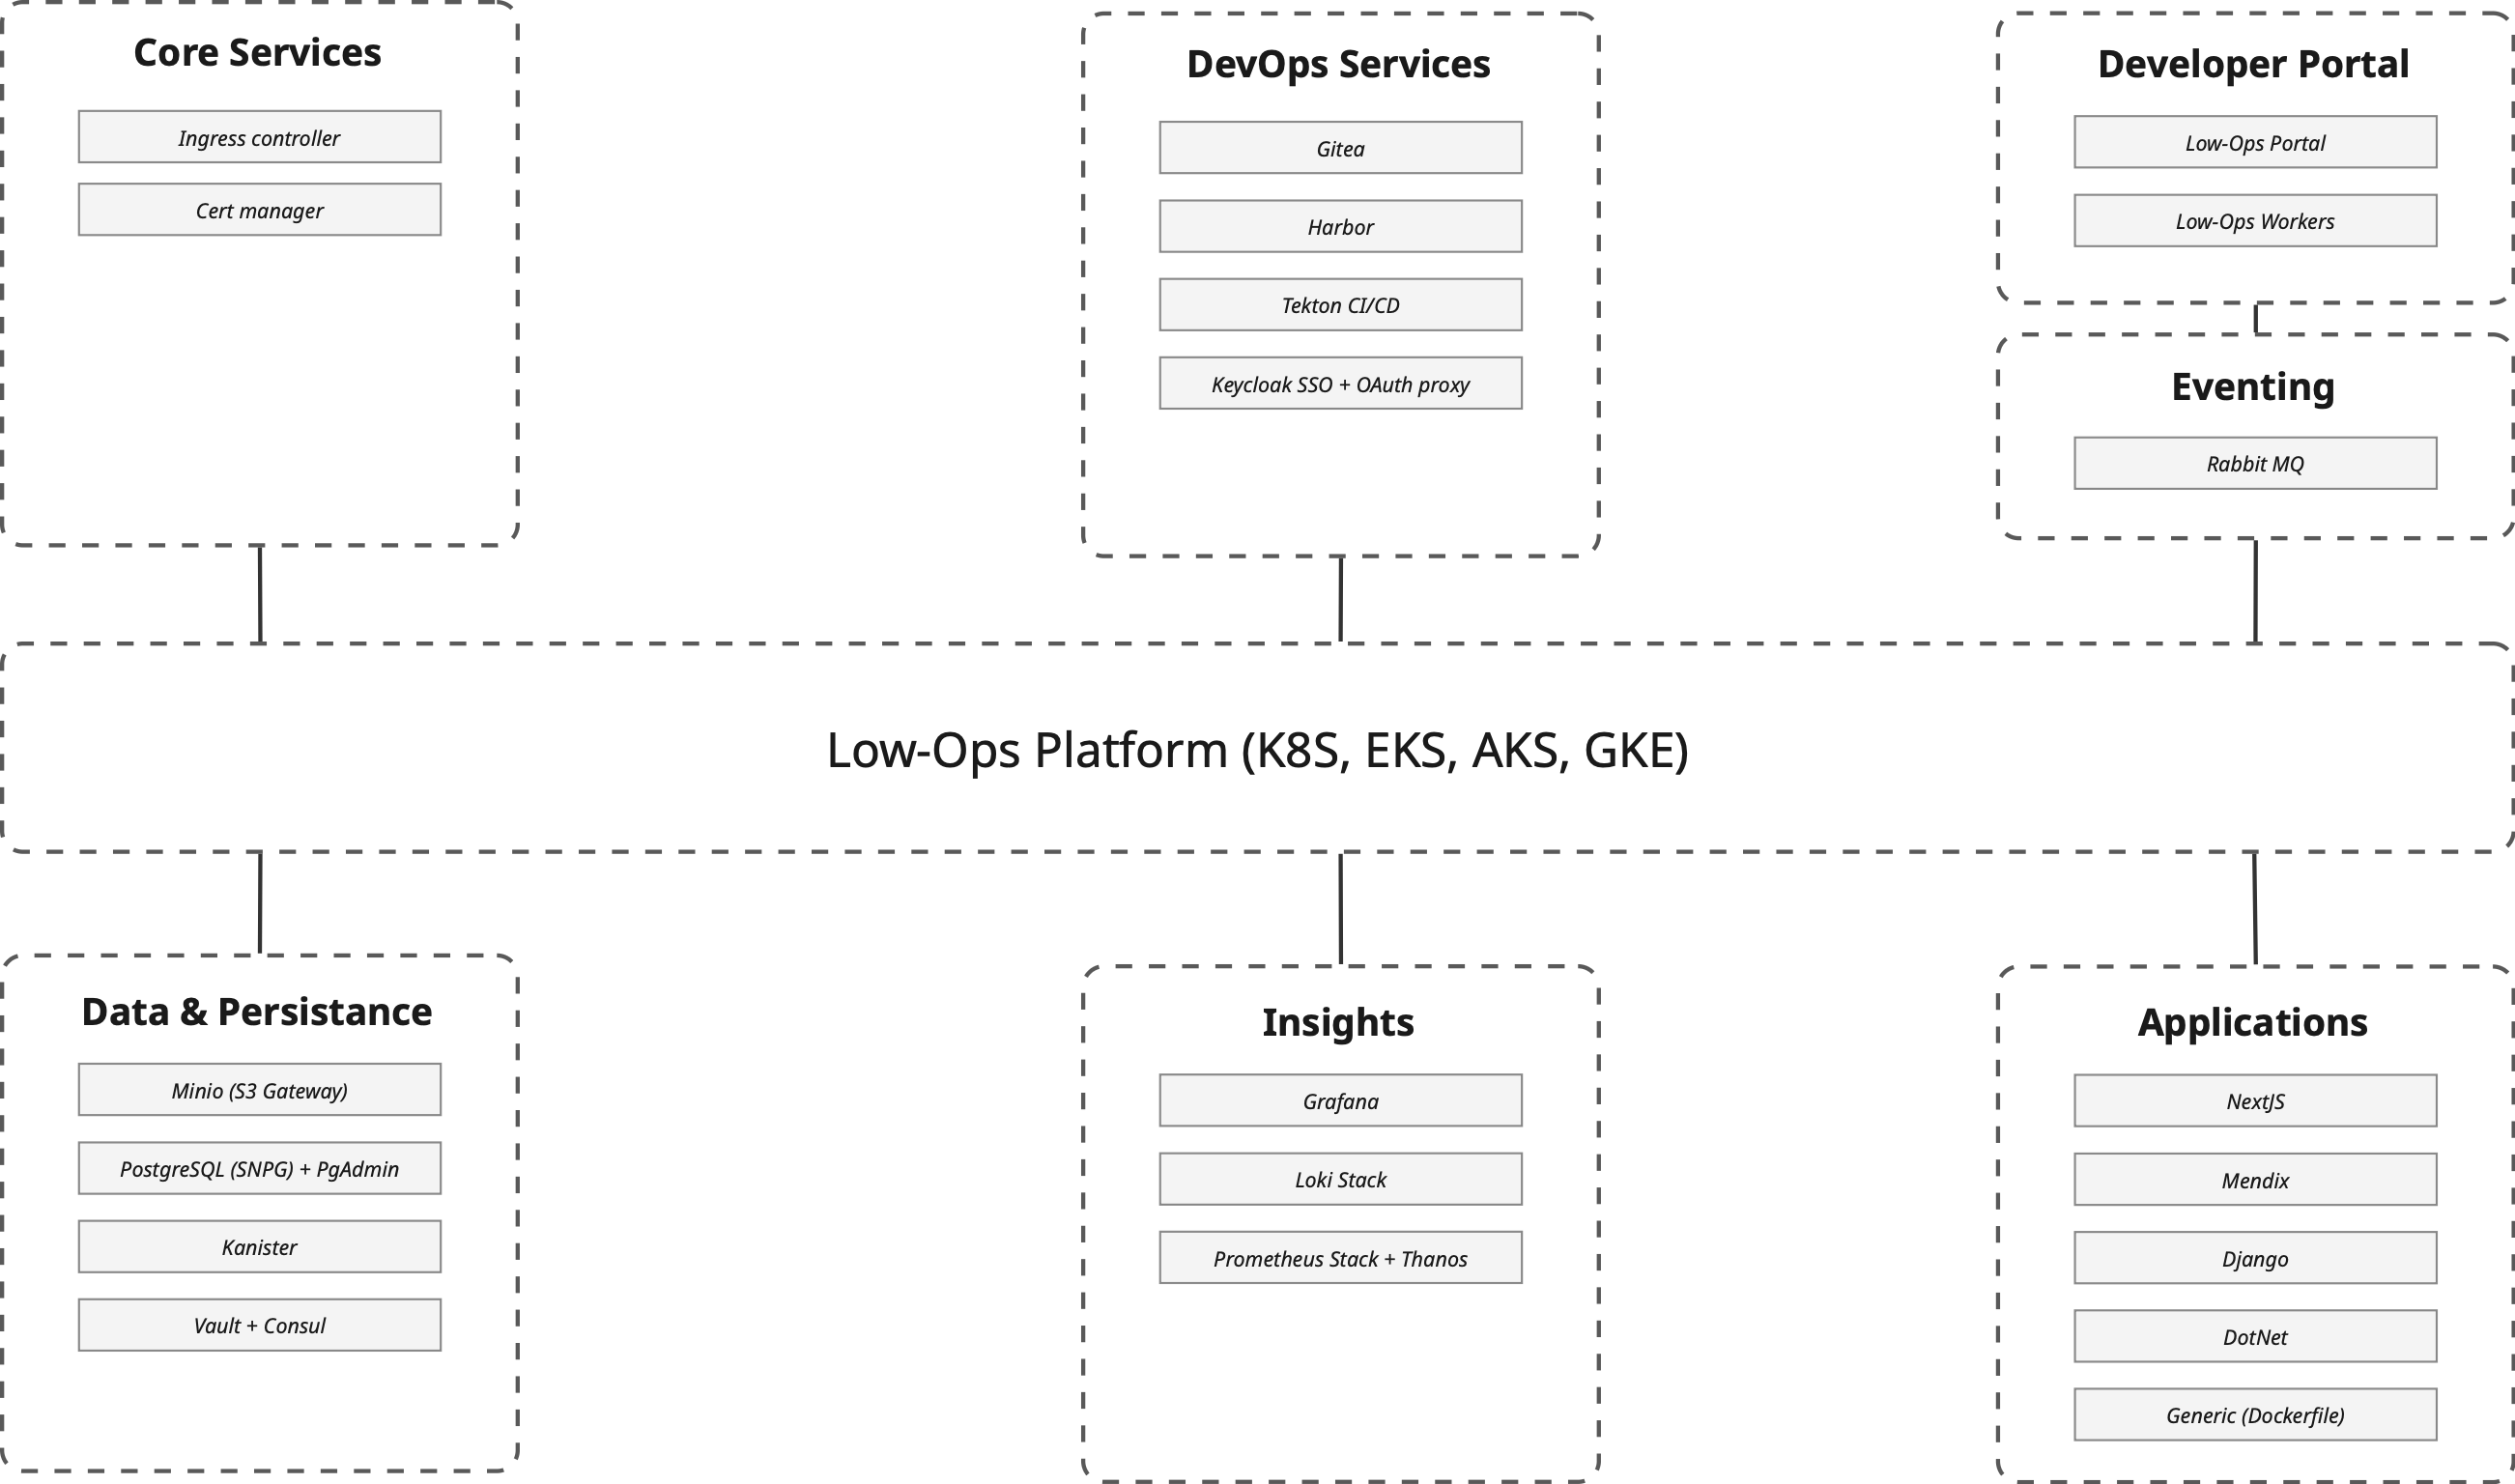 Core Services
Ingress controller
Cert manager
DevOps Services
Gitea
Harbor
Tekton CI/CD
Keycloak SSO + OAuth proxy
Developer Portal
Low-Ops Portal
Low-Ops Workers
Eventing
Rabbit MQ
Low-Ops Platform (K8S, EKS, AKS, GKE)
Data & Persistance
Minio (S3 Gateway)
PostgreSQL (SNPG) + PgAdmin
Kanister
Vault + Consul
Insights
Grafana
Loki Stack
Prometheus Stack + Thanos
Applications
NextJS
Mendix
Django
DotNet
Generic (Dockerfile)